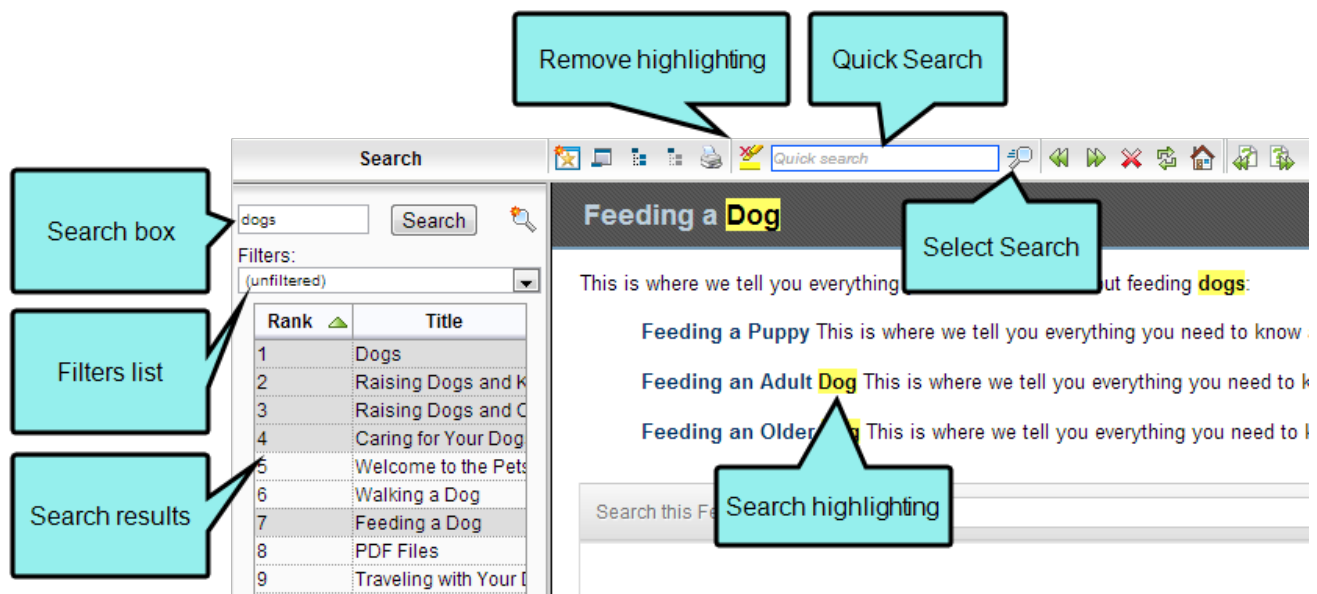 Remove highlighting
Quick Search
Search
Quick search
Search box
dogs
Search
Feeding a Dog
Select Search
Filters:
(unfiltered)
This is where we tell you everything
ut feeding dogs:
Filters list
Rank
Title
Feeding a Puppy This is where we tell you everything you need to know
1 Dogs
2 Raising Dogs and K
Feeding an Adult Dog This is where we tell you everything you need to k
3 Raising Dogs and C
4 Caring for Your Dog
Feeding an Older This is where we tell you everything you need to k
5 Welcome to the Pets
6 Walking a Dog
Search results
Search highlighting
Search this Fe
7 Feeding a Dog
8 PDF Files
9 Traveling with Your D